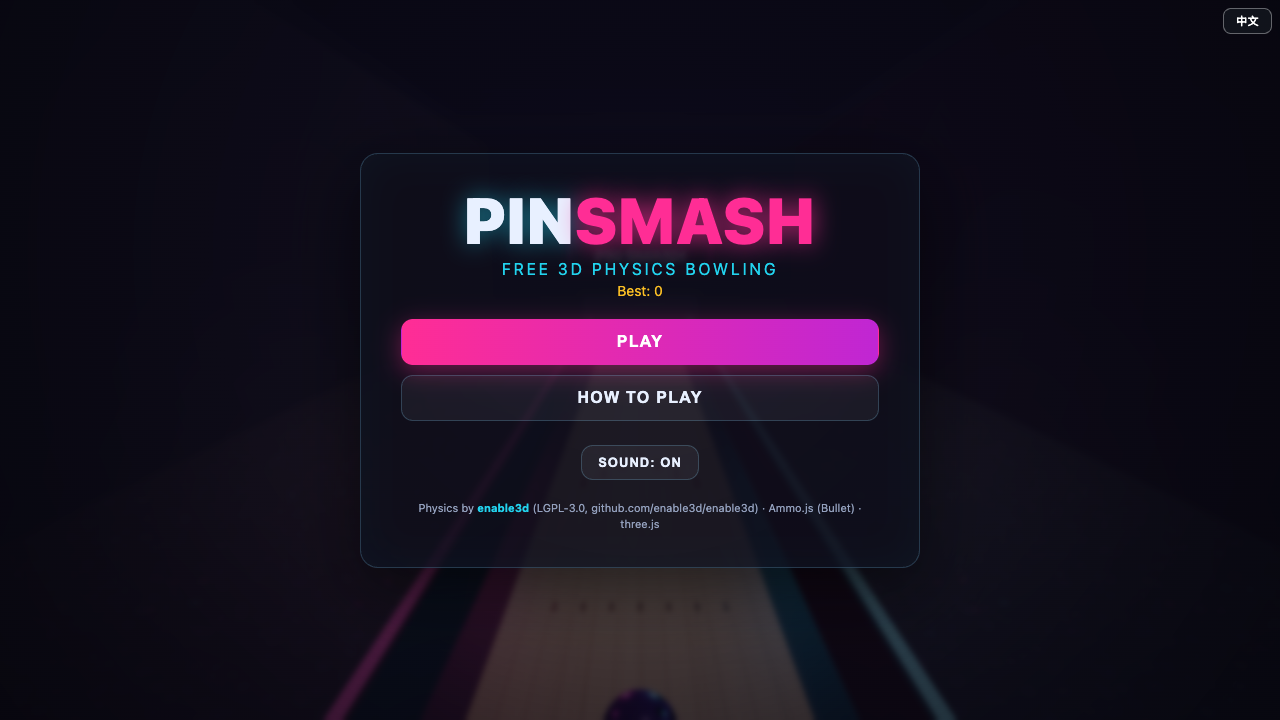 中文
PINSMASH
FREE 3D PHYSICS BOWLING
Best: 0
PLAY
HOW TO PLAY
SOUND: ON
Physics by enable3d (LGPL-3.0, github.com/enable3d/enable3d) · Ammo.js (Bullet) ·
three.js